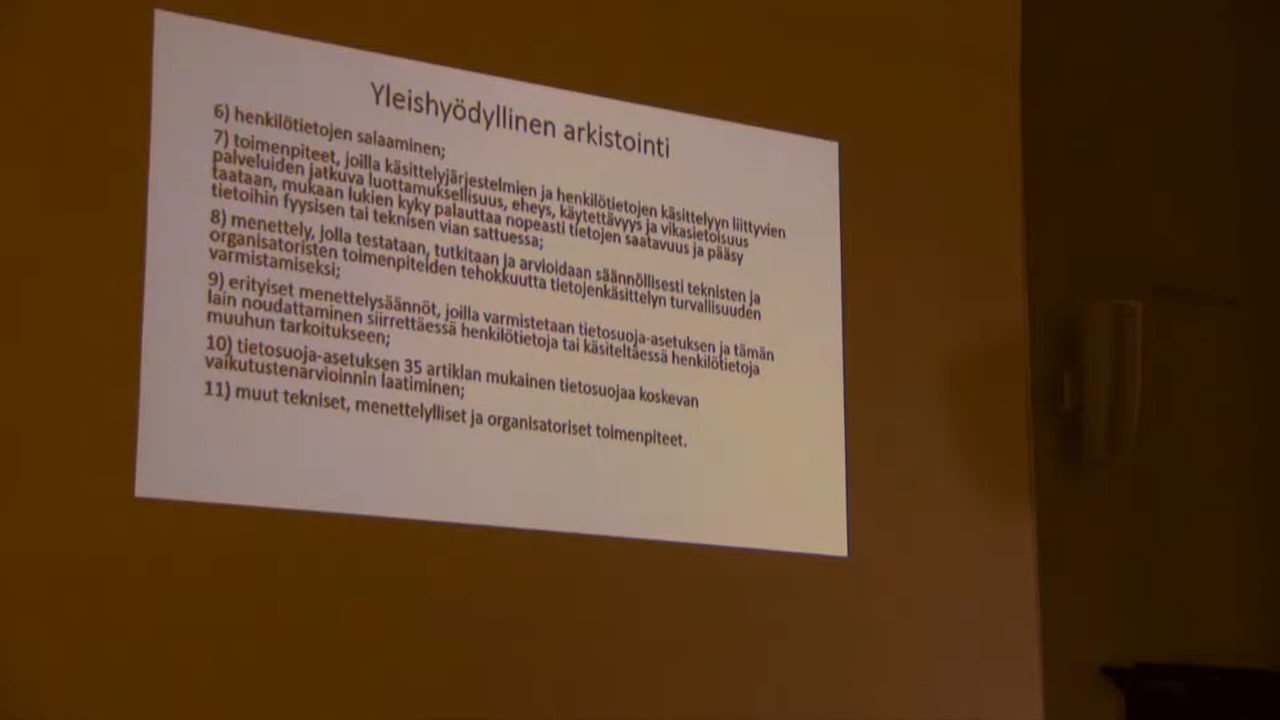 Yleishyödyllinen arkistointi
6) henkilötietojen salaaminen;
7) toimenpiteet, joilla käsittelyjärjestelmien ja henkilötietojen käsittelyyn liittyvien
palveluiden jatkuva luottamuksellisuus, eheys, käytettävyys ja vikasietoisuus
taataan, mukaan lukien kyky palauttaa nopeasti tietojen saatavuus ja pääsy
tietoihin fyysisen tai teknisen vian sattuessa;
8) menettely, jolla testataan, tutkitaan ja arvioidaan säännöllisesti teknisten ja
organisatoristen toimenpiteiden tehokkuutta tietojenkäsittelyn turvallisuuden
varmistamiseksi;
9) erityiset menettelysäännöt, joilla varmistetaan tietosuoja-asetuksen ja tämän
lain noudattaminen siirrettäessä henkilötietoja tai käsiteltäessä henkilötietoja
muuhun tarkoitukseen;
10) tietosuoja-asetuksen 35 artiklan mukainen tietosuojaa koskevan
vaikutustenarvioinnin laatiminen;
11) muut tekniset, menettelylliset ja organisatoriset toimenpiteet.